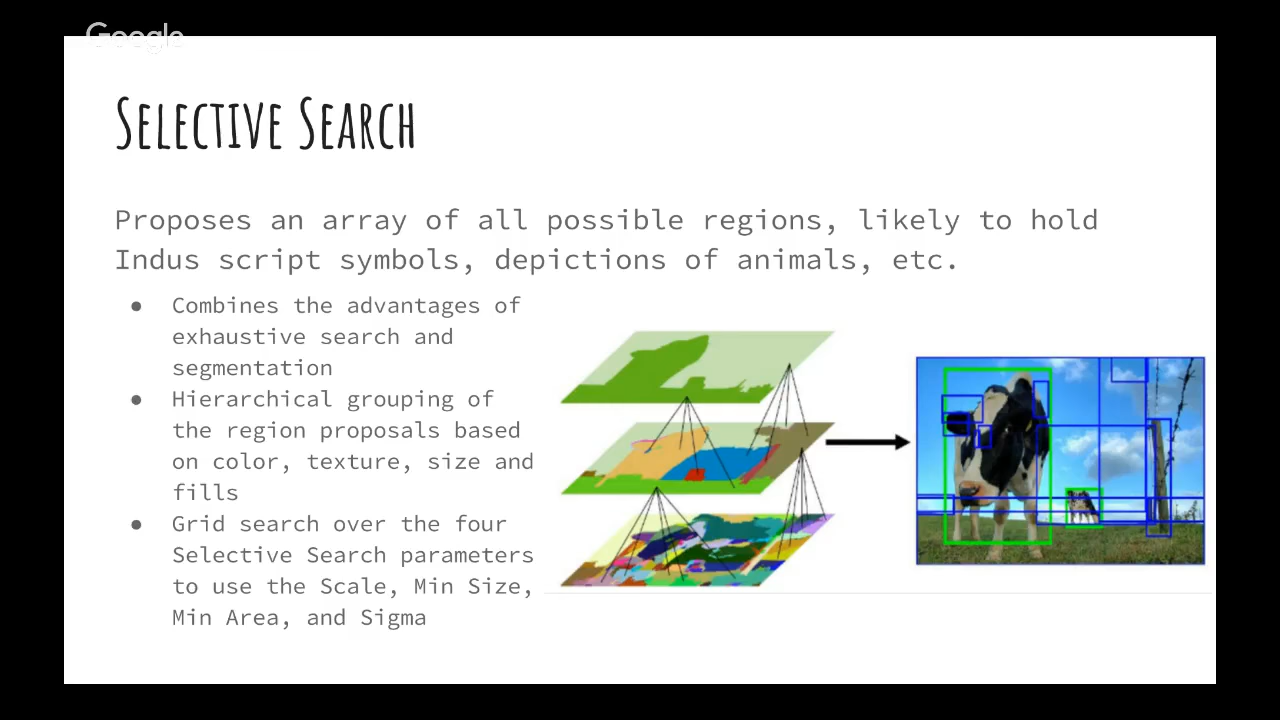 Google
Selective Search
Proposes an array of all possible regions, likely to hold
Indus script symbols, depictions of animals, etc.
● Combines the advantages of
exhaustive search and
segmentation
● Hierarchical grouping of
the region proposals based
on color, texture, size and
fills
● Grid search over the four
Selective Search parameters
to use the Scale, Min Size,
Min Area, and Sigma